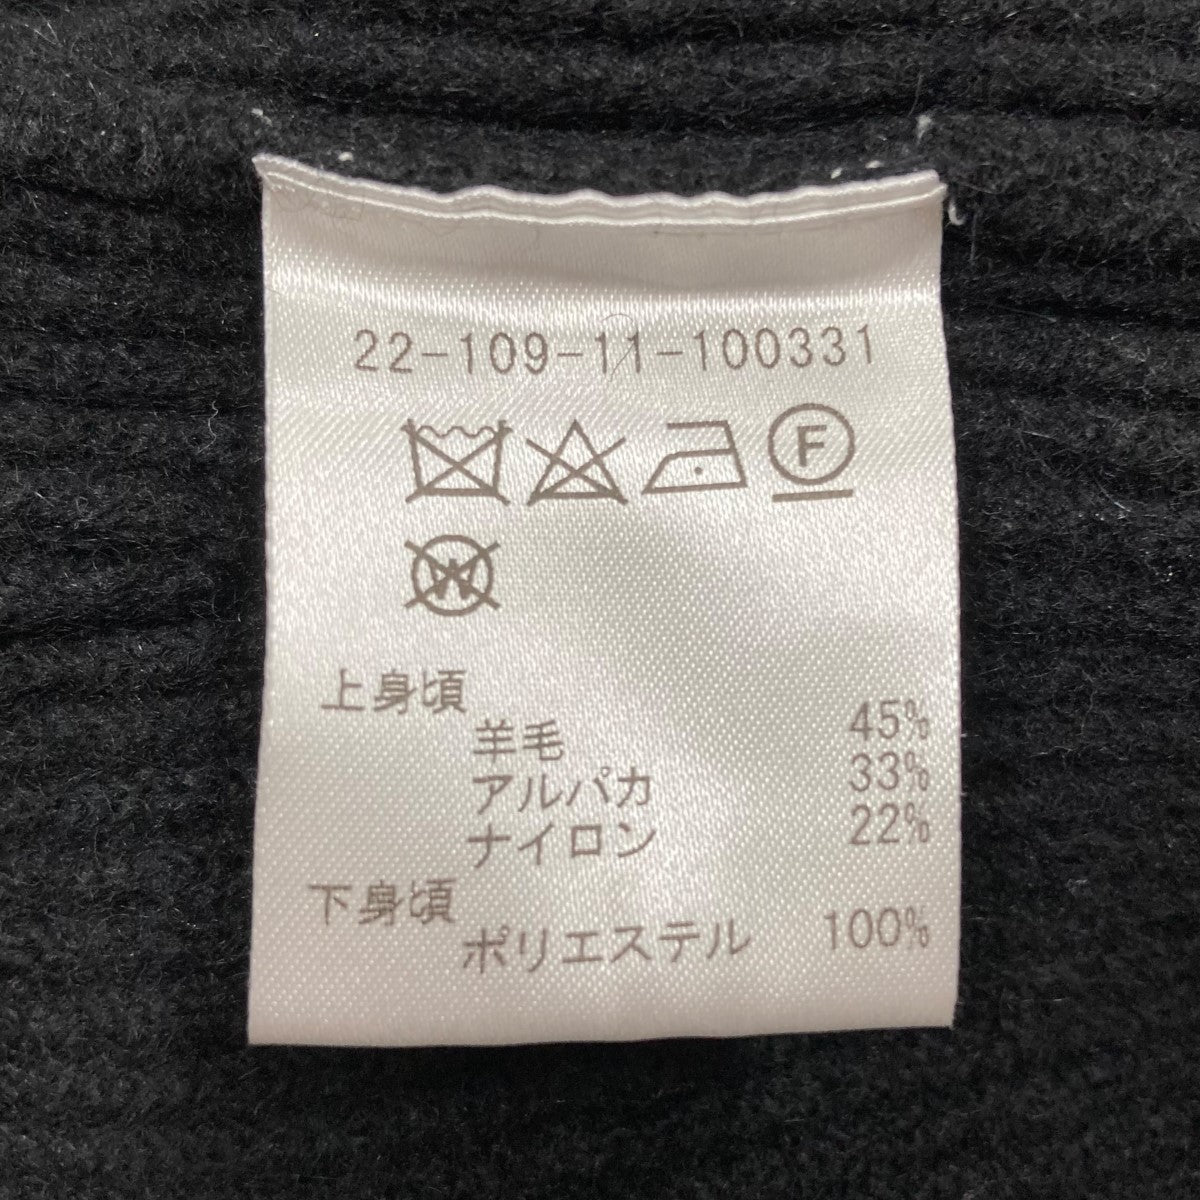 22-109-11-100331
F
W
上身頃
羊毛 45%
アルパカ 33%
ナイロン 22%
下身頃
ポリエステル 100%